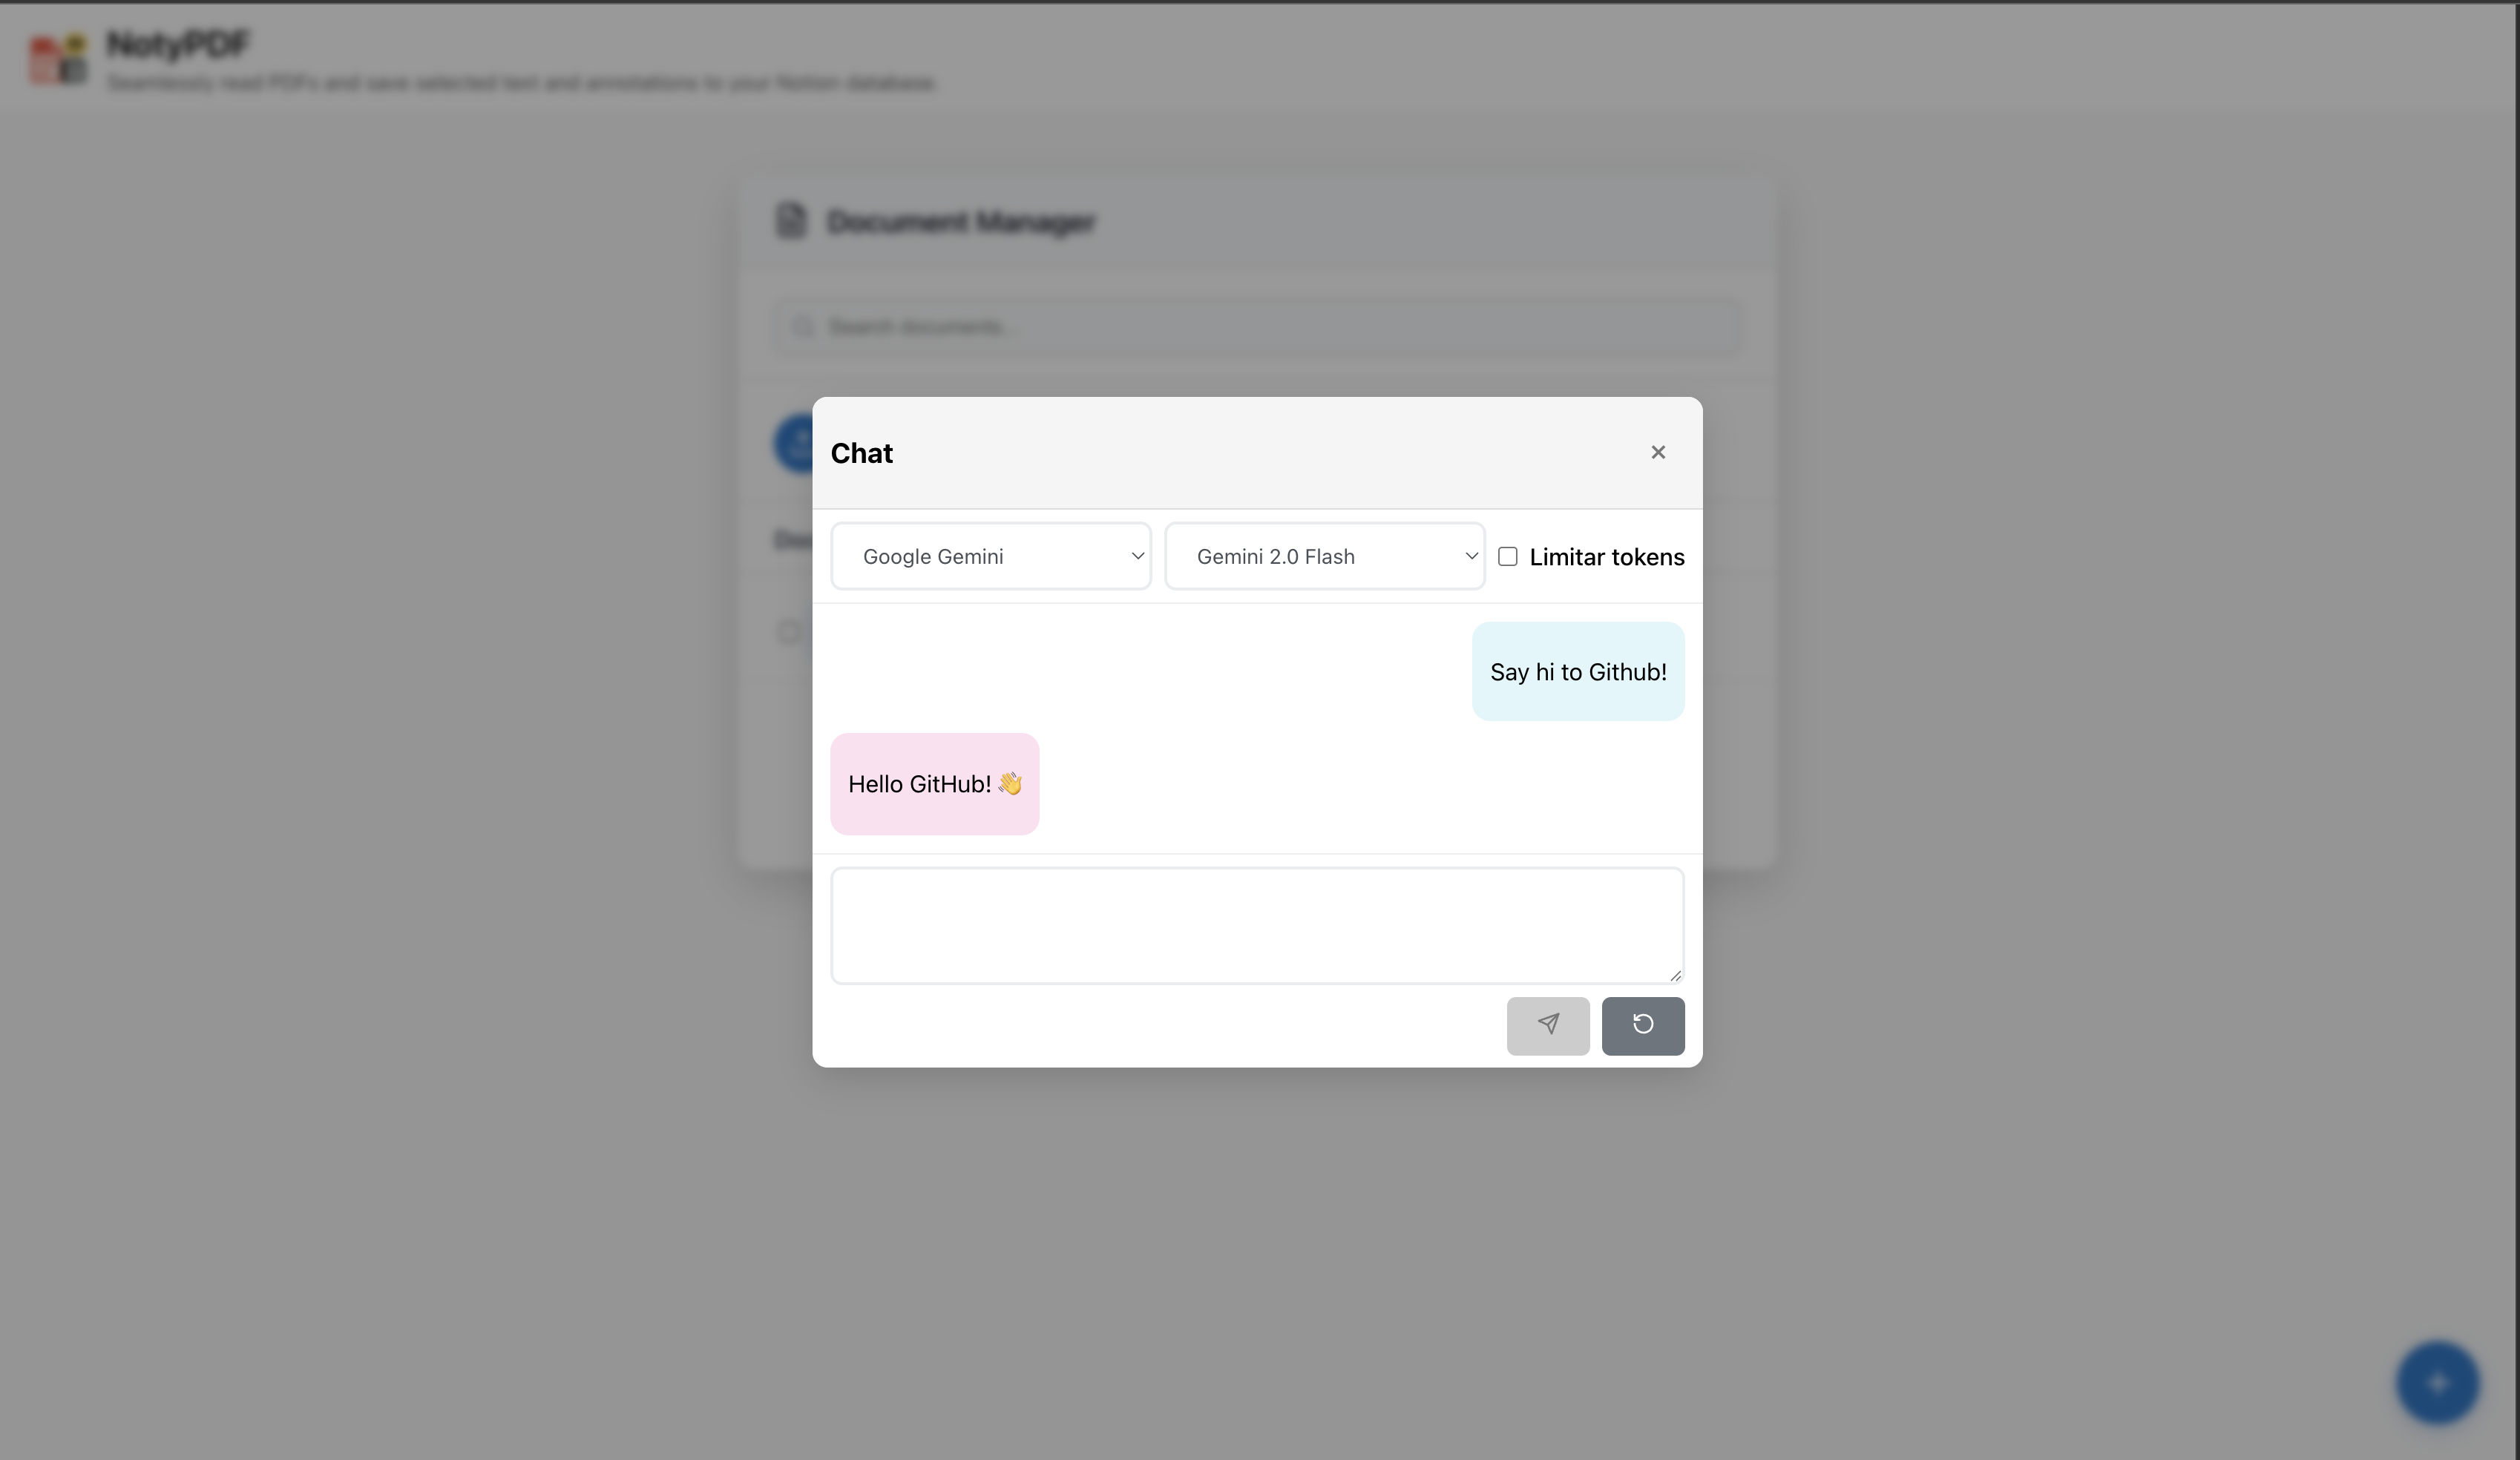 NotyPDF
Seamlessly read PDFs and save selected text and annotations to your Notion database.
Document Manager
Search documents...
Chat
×
Google Gemini
Gemini 2.0 Flash
Limitar tokens
Say hi to Github!
Hello GitHub! 👋